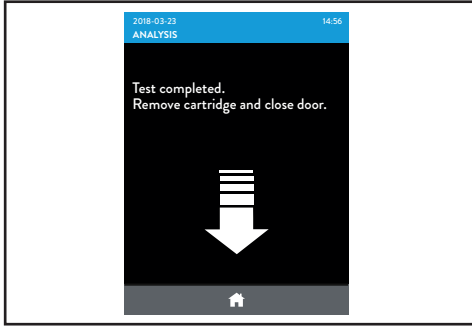 2018-03-23 14:56
ANALYSIS
Test completed.
Remove cartridge and close door.